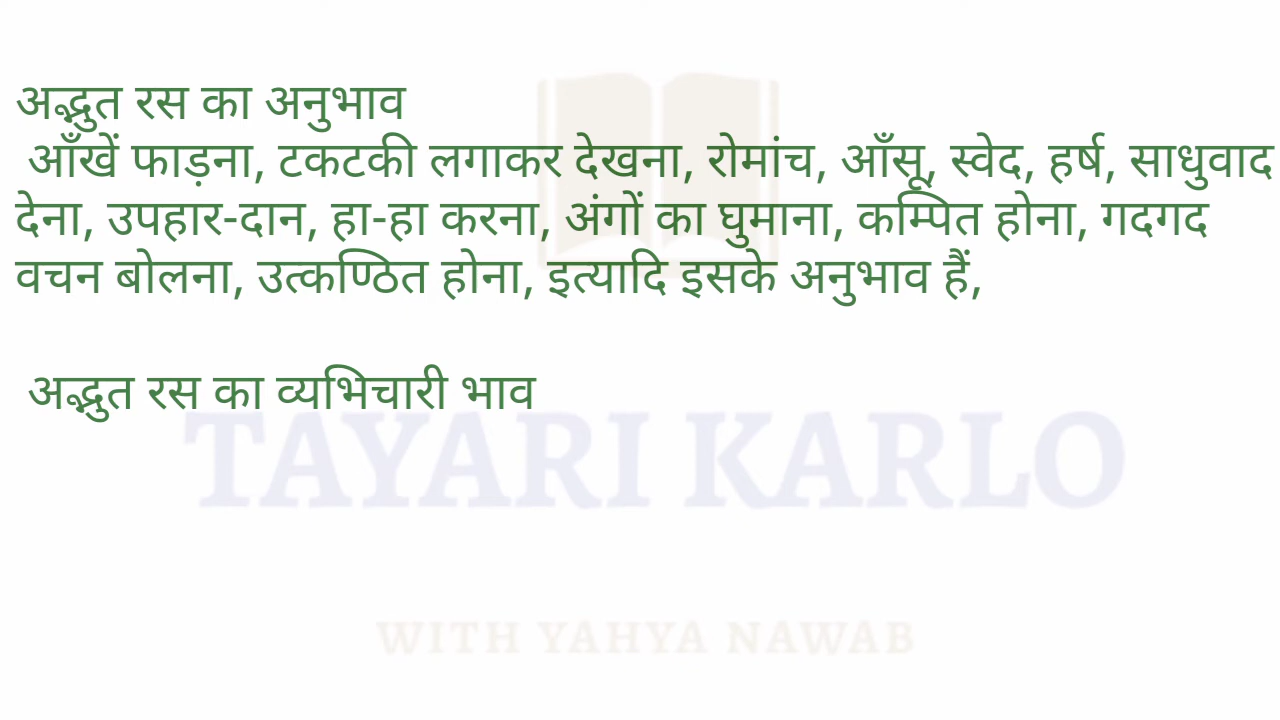 अद्भुत रस का अनुभाव
आँखें फाड़ना, टकटकी लगाकर देखना, रोमांच, आँसू, स्वेद, हर्ष, साधुवाद
देना, उपहार-दान, हा-हा करना, अंगों का घुमाना, कम्पित होना, गदगद
वचन बोलना, उत्कण्ठित होना, इत्यादि इसके अनुभाव हैं,
अद्भुत रस का व्यभिचारी भाव
TAYARI KARLO
WITH YAHYA NAWAB